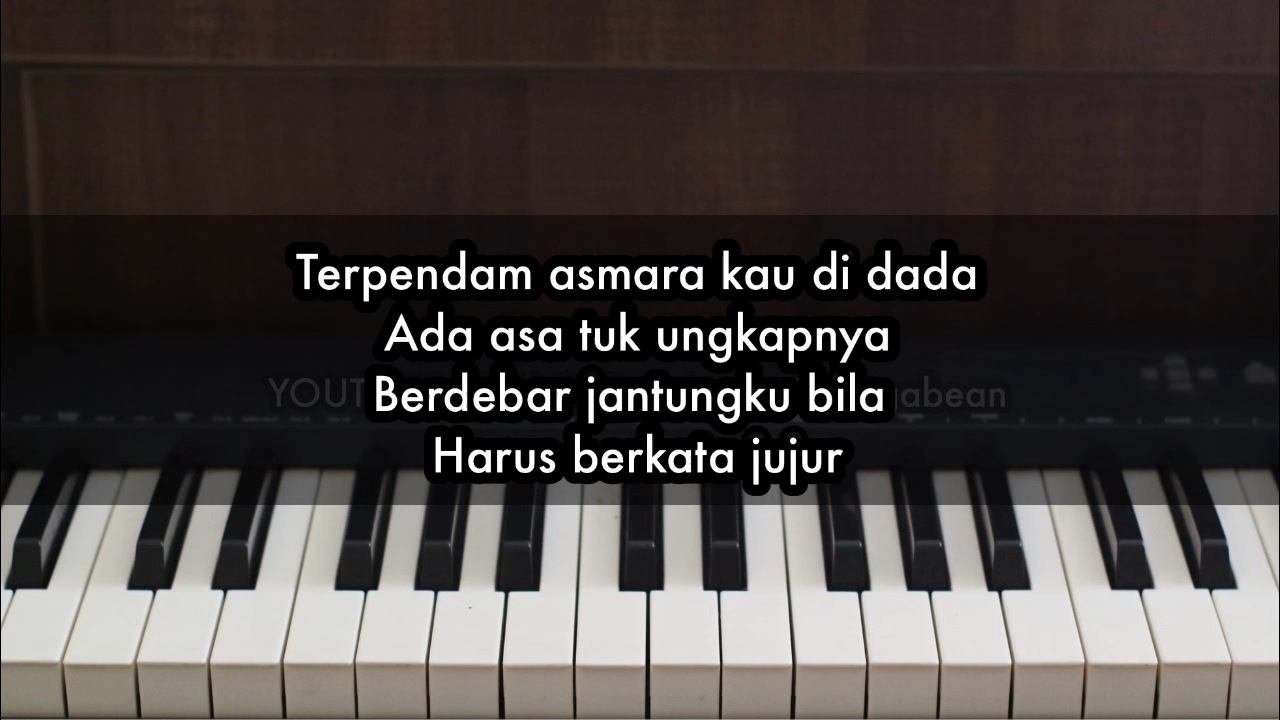 Terpendam asmara kau di dada
Ada asa tuk ungkapnya
Berdebar jantungku bila
Harus berkata jujur